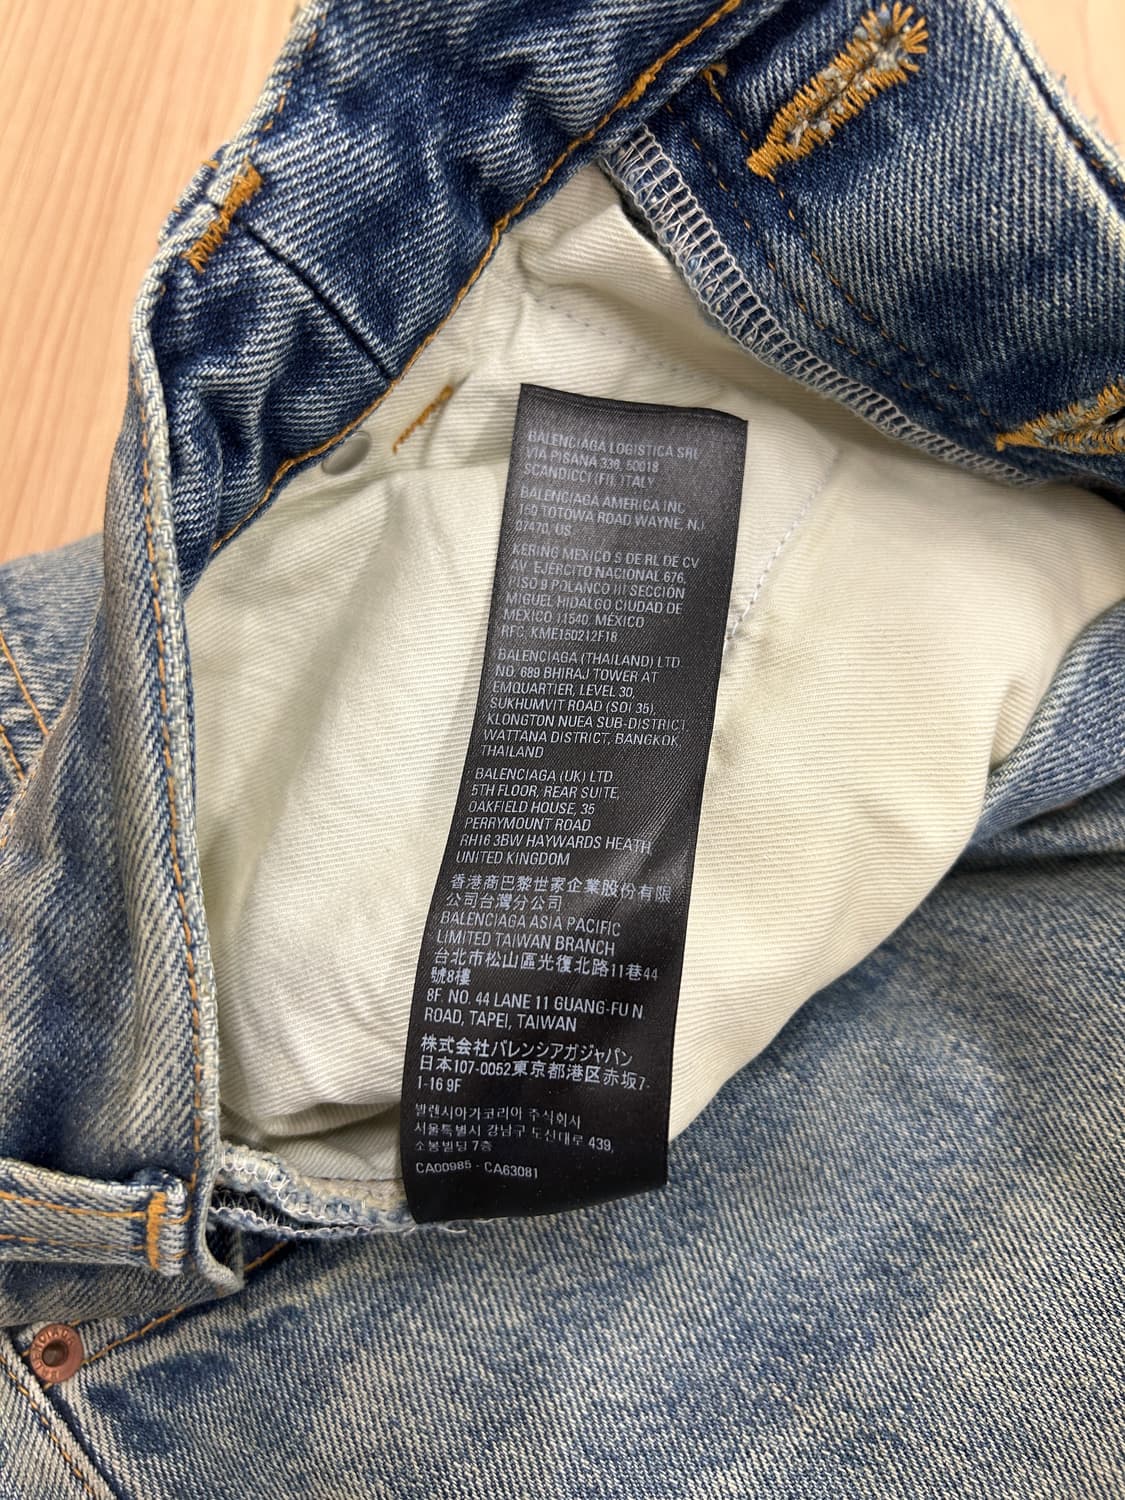 BALENCIAGA LOGISTICA SRL
VIA PISANA 336, 50018
SCANDICCI (FI), ITALY
BALENCIAGA AMERICA INC
150 TOTOWA ROAD WAYNE, N.J.
07470, US
KERING MEXICO S DE RL DE CV
AV. EJERCITO NACIONAL 676,
PISO 9 POLANCO III SECCIÓN
MIGUEL HIDALGO CIUDAD DE
MÉXICO 11540, MÉXICO
RFC: KME150212F18
BALENCIAGA (THAILAND) LTD
NO. 689 BHIRAJ TOWER AT
EMQUARTIER, LEVEL 30,
SUKHUMVIT ROAD (SOI 35),
KLONGTON NUEA SUB-DISTRICT,
WATTANA DISTRICT, BANGKOK,
THAILAND
BALENCIAGA (UK) LTD
5TH FLOOR, REAR SUITE,
OAKFIELD HOUSE, 35
PERRYMOUNT ROAD
RH16 3BW HAYWARDS HEATH,
UNITED KINGDOM
香港商巴黎世家企業股份有限
公司台灣分公司
BALENCIAGA ASIA PACIFIC
LIMITED TAIWAN BRANCH
台北市松山區光復北路11巷44
號8樓
8F. NO. 44 LANE 11 GUANG-FU N
ROAD, TAPEI, TAIWAN
株式会社バレンシアガジャパン
日本107-0052東京都港区赤坂7-
1-16 9F
발렌시아가코리아 주식회사
서울특별시 강남구 도산대로 439,
소봉빌딩 7층
CA00985 - CA63081
BALENCIAGA